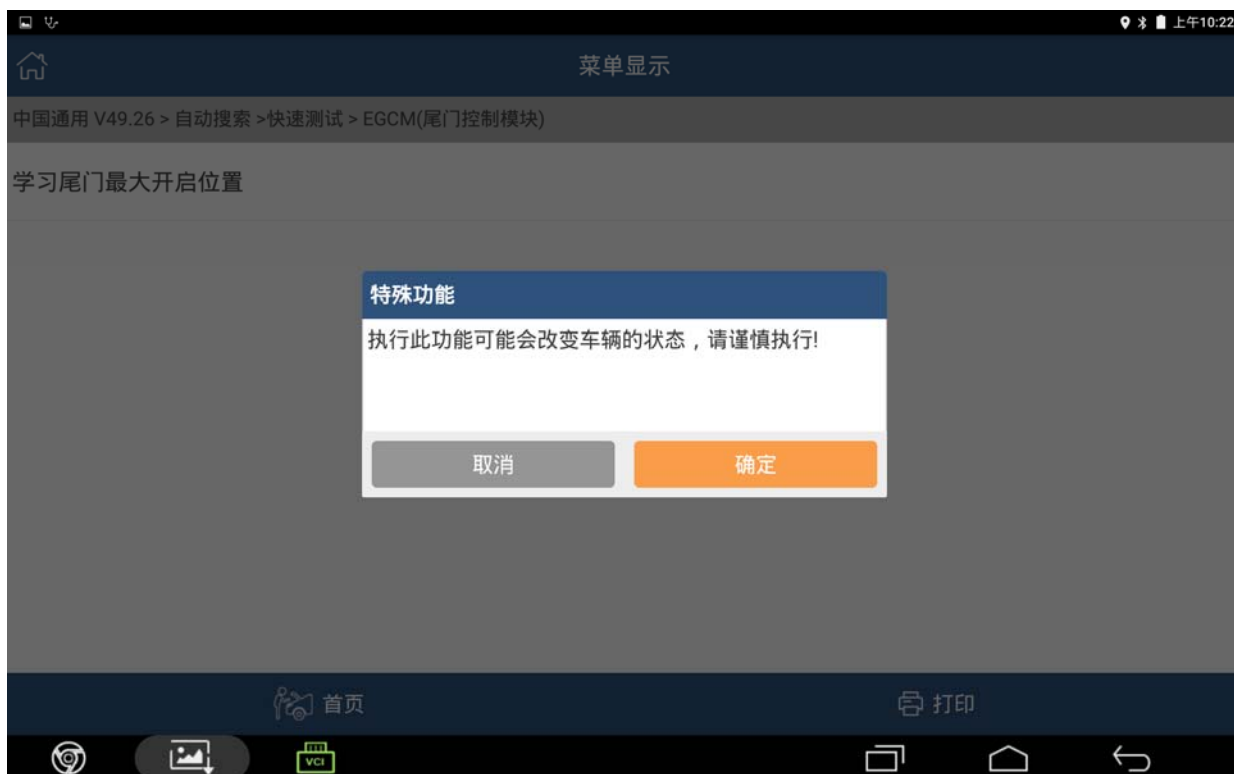 上午10:22
菜单显示
中国通用 V49.26 > 自动搜索 >快速测试 > EGCM(尾门控制模块)
学习尾门最大开启位置
特殊功能
执行此功能可能会改变车辆的状态，请谨慎执行!
取消
确定
首页
打印
VCI